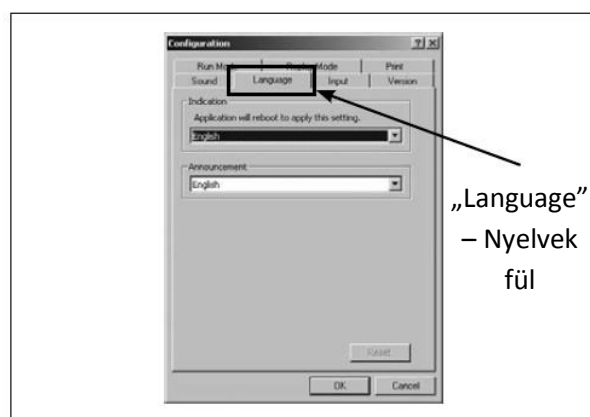 Configuration
Run Mode Replay Mode Print
Sound Language Input Version
Indication
Application will reboot to apply this setting.
English
Announcement
English
Reset
OK Cancel
„Language”
– Nyelvek
fül